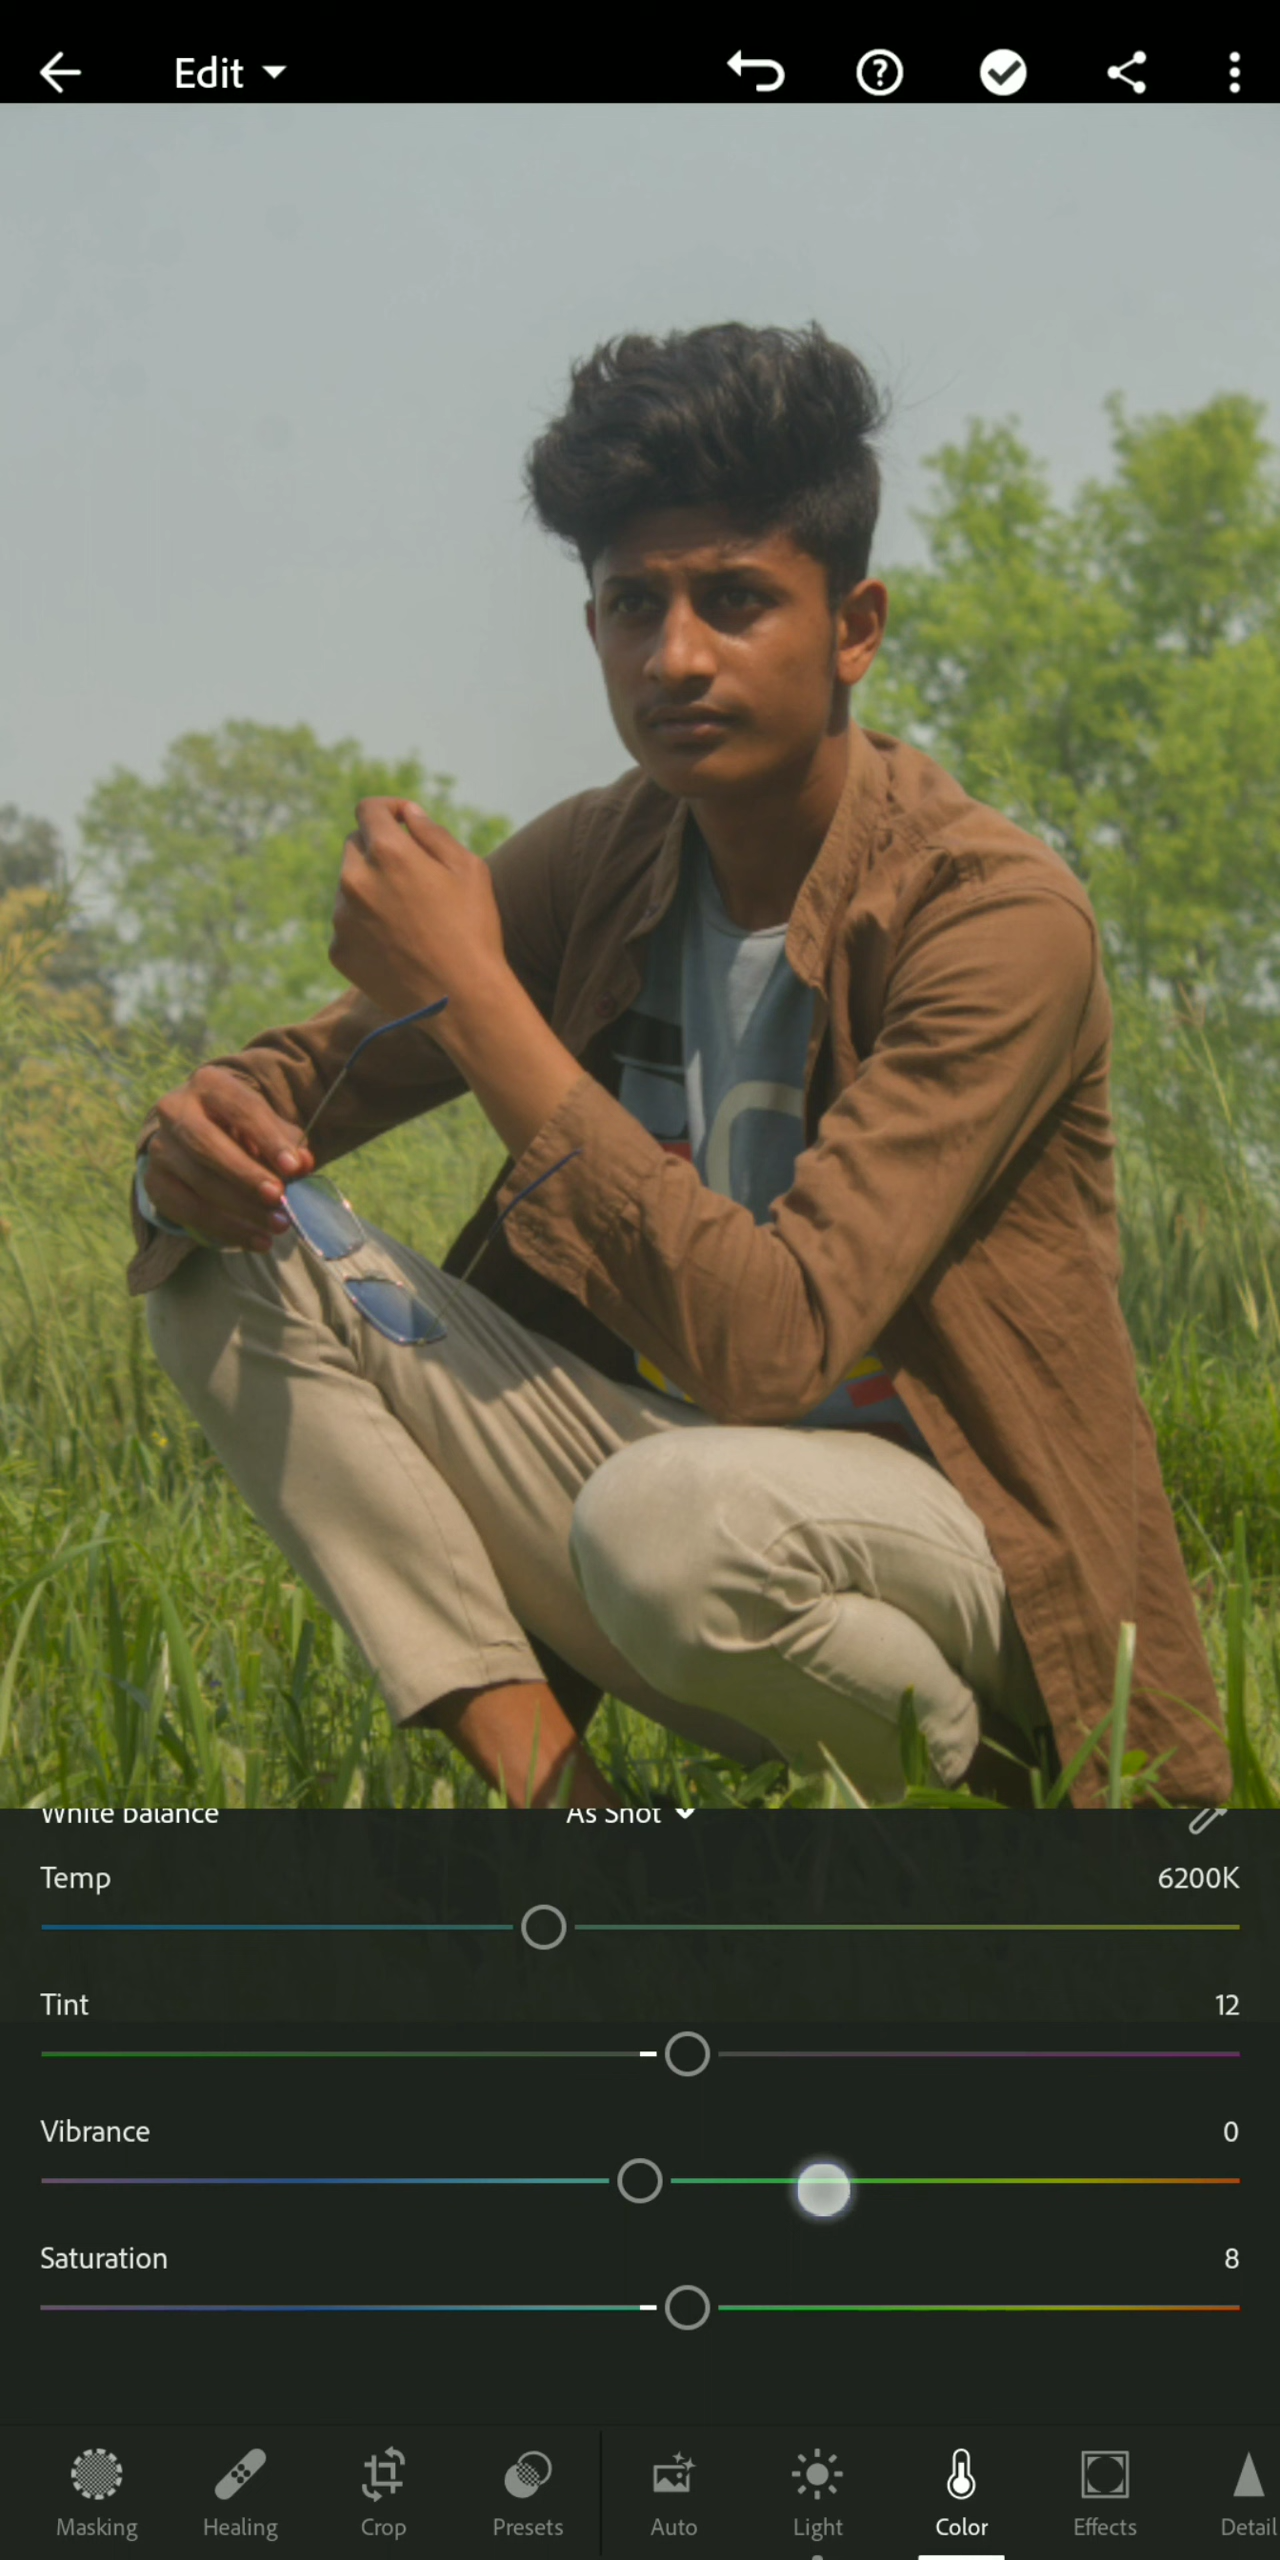 Edit
White balance As Shot
Temp 6200K
Tint 12
Vibrance 0
Saturation 8
Masking Healing Crop Presets Auto Light Color Effects Detail